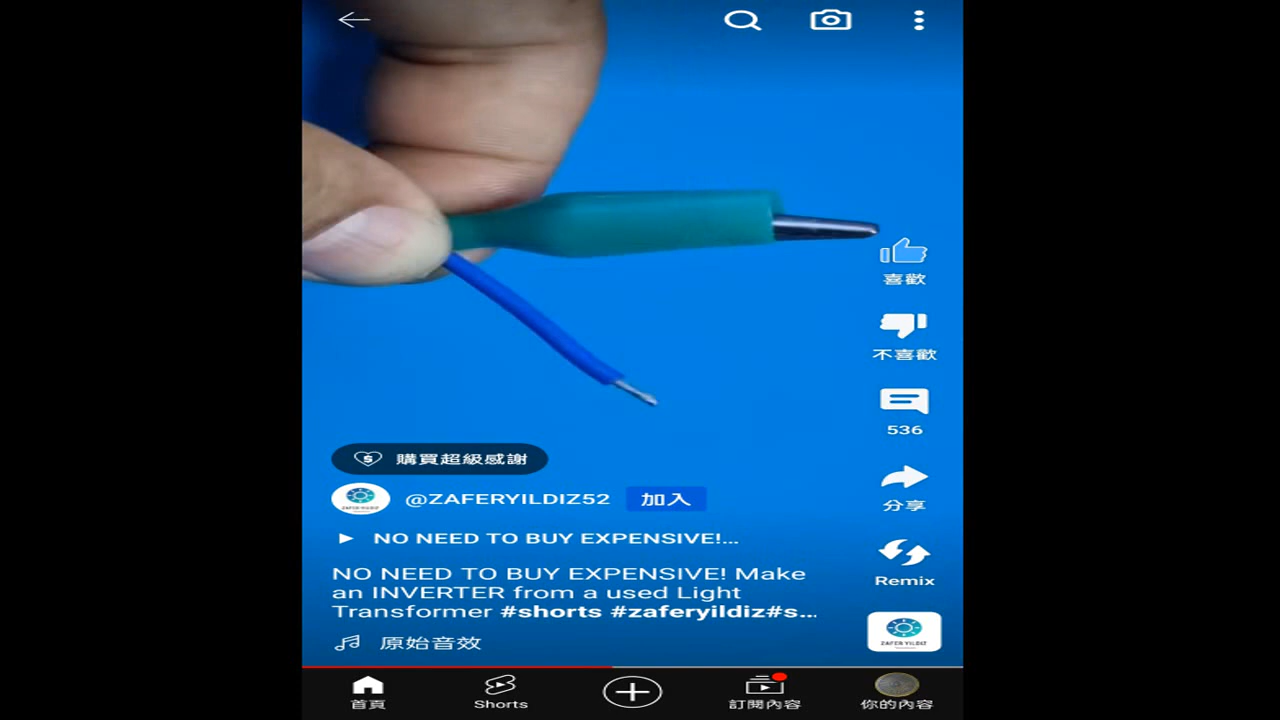 喜歡
不喜歡
536
分享
Remix
購買超級感謝
@ZAFERYILDIZ52 加入
NO NEED TO BUY EXPENSIVE!...
NO NEED TO BUY EXPENSIVE! Make
an INVERTER from a used Light
Transformer #shorts #zaferyildiz#s...
原始音效
ZAFER YILDIZ
首頁 Shorts 訂閱內容 你的內容